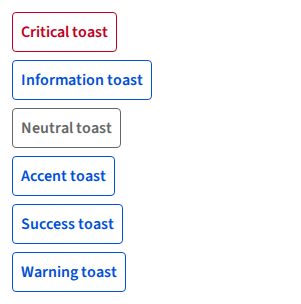 Critical toast
Information toast
Neutral toast
Accent toast
Success toast
Warning toast